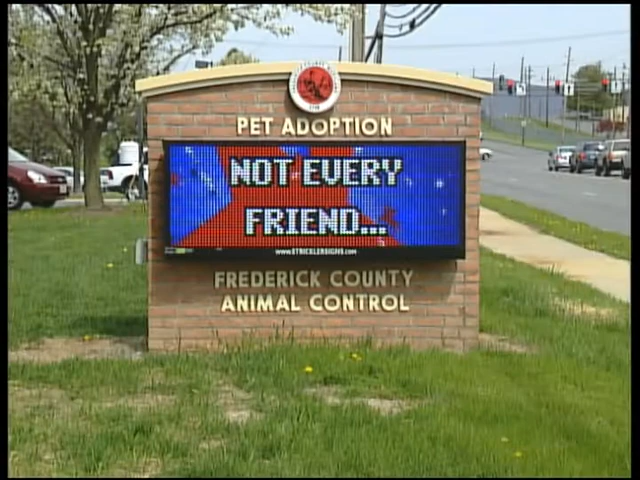 PET ADOPTION
NOT EVERY
FRIEND...
www.STRICKLERSIGNS.com
FREDERICK COUNTY
ANIMAL CONTROL